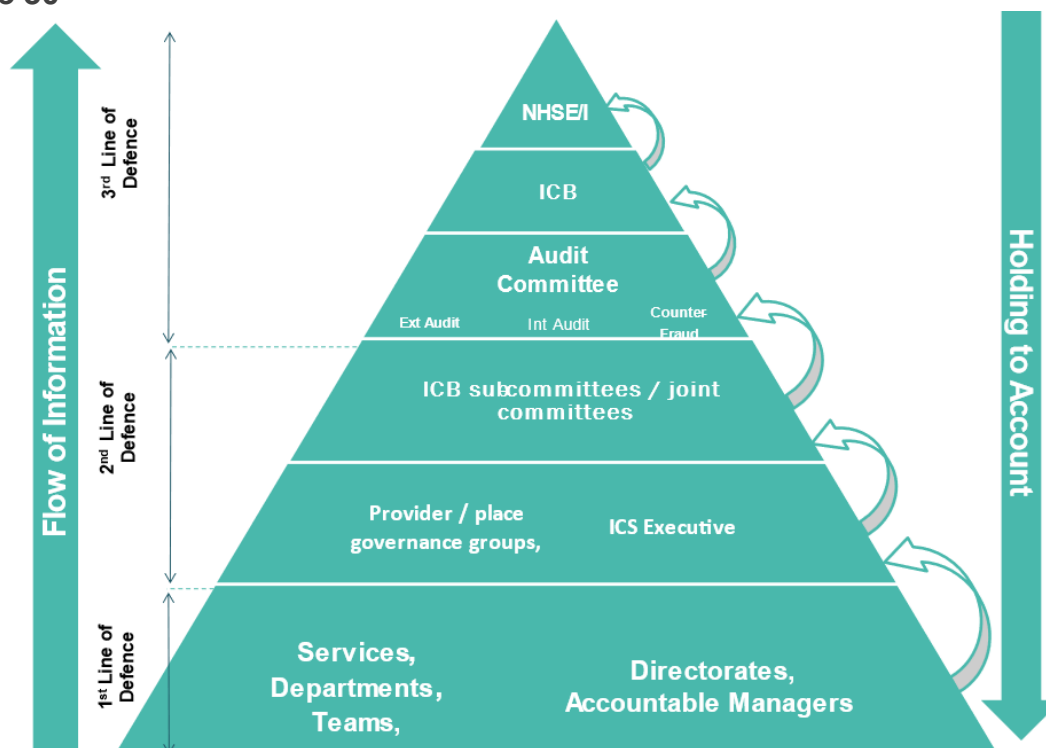 NHSE/I
ICB
Audit
Committee
Ext Audit
Int Audit
Counter-
Fraud
ICB subcommittees / joint
committees
Provider / place
governance groups,
ICS Executive
Services,
Departments,
Teams,
Directorates,
Accountable Managers
3rd Line of
Defence
2nd Line of
Defence
1st Line of
Defence
Flow of Information
Holding to Account